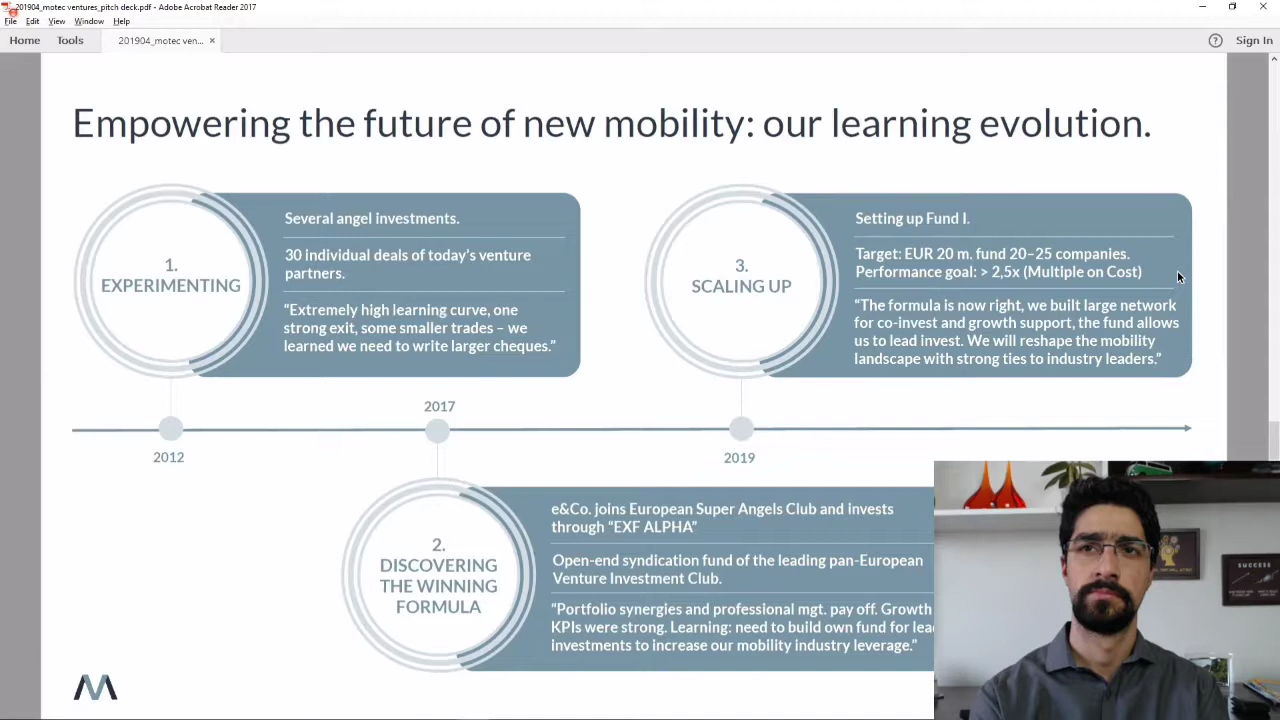 201904_motec ventures_pitch deck.pdf - Adobe Acrobat Reader 2017
File Edit View Window Help
Home Tools 201904_motec ven... × ? Sign In
Empowering the future of new mobility: our learning evolution.
1.
EXPERIMENTING
Several angel investments.
30 individual deals of today's venture
partners.
“Extremely high learning curve, one
strong exit, some smaller trades – we
learned we need to write larger cheques.”
3.
SCALING UP
Setting up Fund I.
Target: EUR 20 m. fund 20–25 companies.
Performance goal: > 2,5x (Multiple on Cost)
“The formula is now right, we built large network
for co-invest and growth support, the fund allows
us to lead invest. We will reshape the mobility
landscape with strong ties to industry leaders.”
2017
2012
2019
2.
DISCOVERING
THE WINNING
FORMULA
e&Co. joins European Super Angels Club and invests
through “EXF ALPHA”
Open-end syndication fund of the leading pan-European
Venture Investment Club.
“Portfolio synergies and professional mgt. pay off. Growth
KPIs were strong. Learning: need to build own fund for lea
investments to increase our mobility industry leverage.”
SUCCESS